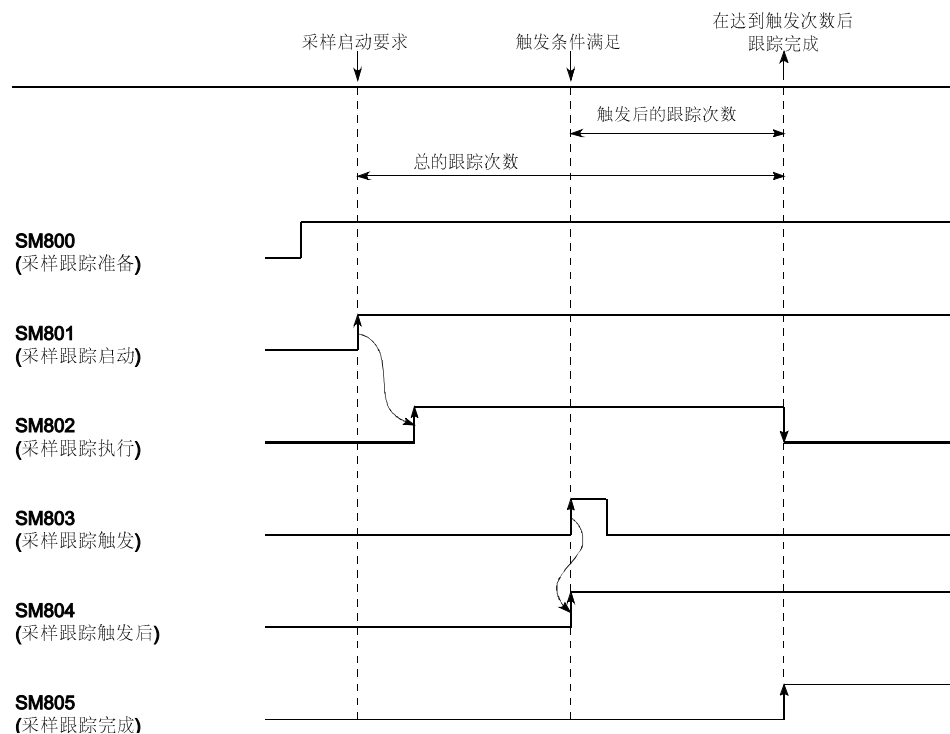 采样启动要求
触发条件满足
在达到触发次数后
跟踪完成
触发后的跟踪次数
总的跟踪次数
SM800
(采样跟踪准备)
SM801
(采样跟踪启动)
SM802
(采样跟踪执行)
SM803
(采样跟踪触发)
SM804
(采样跟踪触发后)
SM805
(采样跟踪完成)